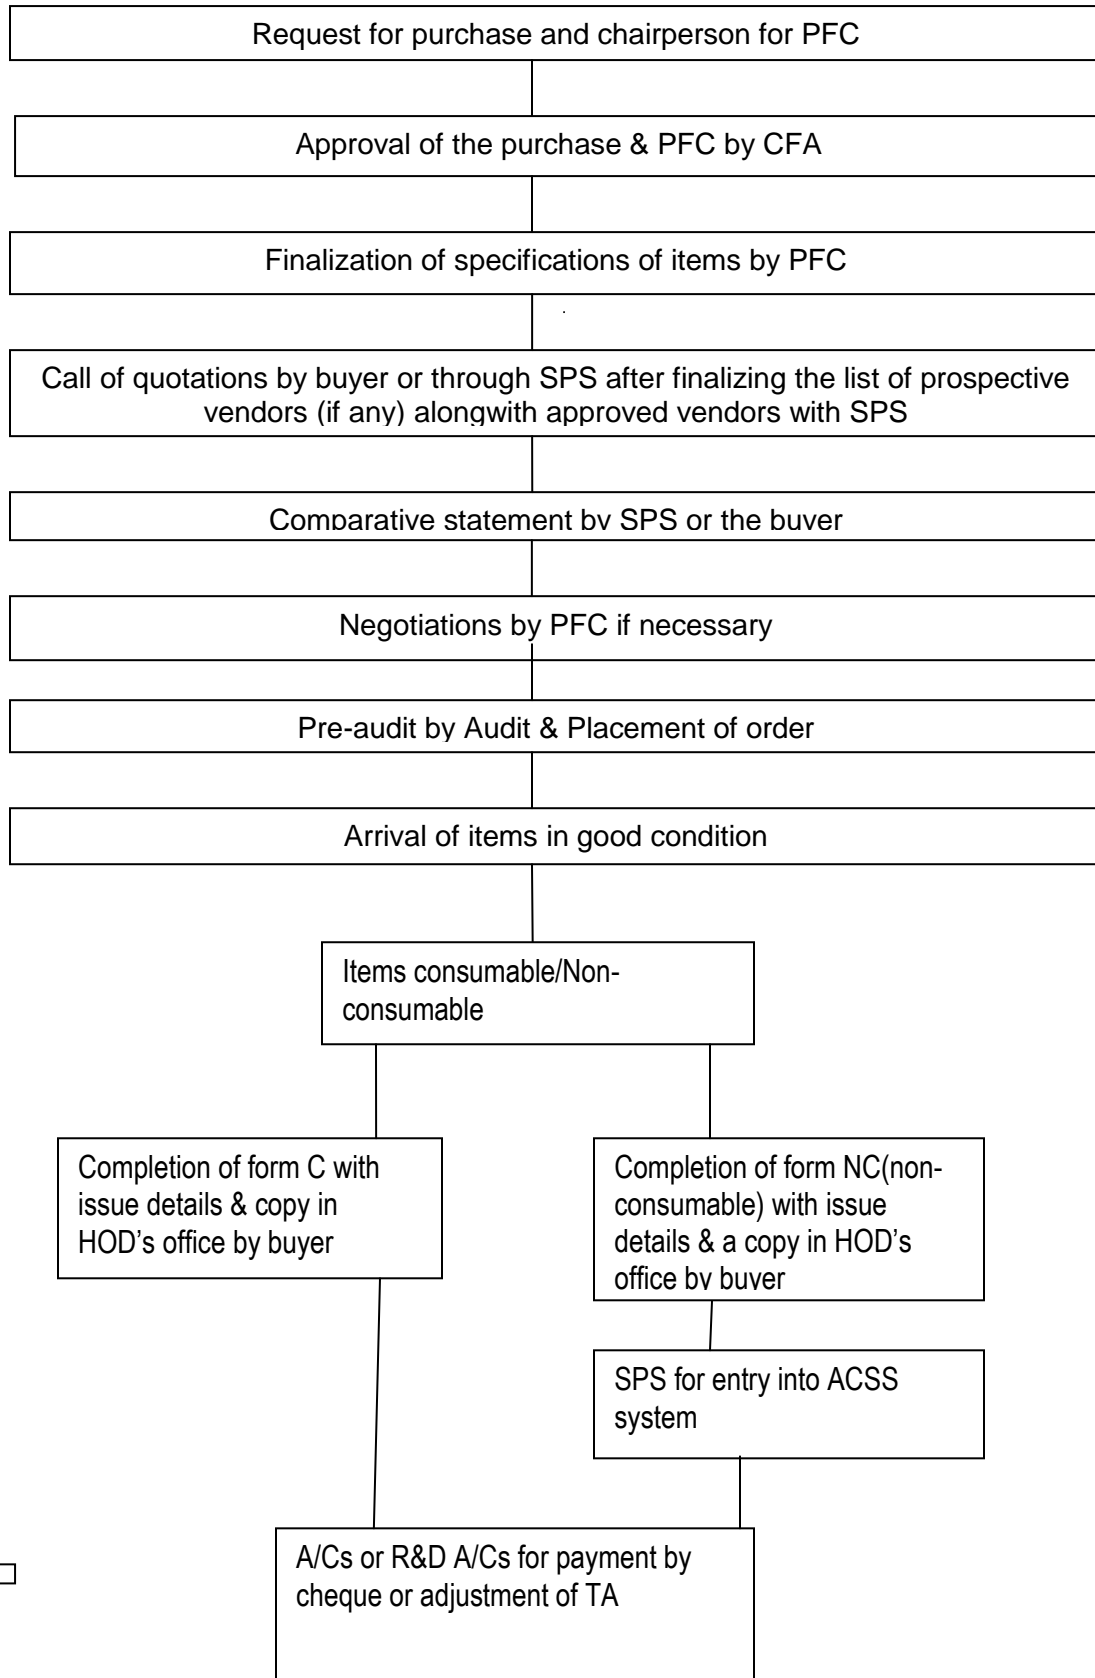 Request for purchase and chairperson for PFC
Approval of the purchase & PFC by CFA
Finalization of specifications of items by PFC
Call of quotations by buyer or through SPS after finalizing the list of prospective
vendors (if any) alongwith approved vendors with SPS
Comparative statement by SPS or the buyer
Negotiations by PFC if necessary
Pre-audit by Audit & Placement of order
Arrival of items in good condition
Items consumable/Non-
consumable
Completion of form C with
issue details & copy in
HOD's office by buyer
Completion of form NC(non-
consumable) with issue
details & a copy in HOD's
office by buyer
SPS for entry into ACSS
system
A/Cs or R&D A/Cs for payment by
cheque or adjustment of TA